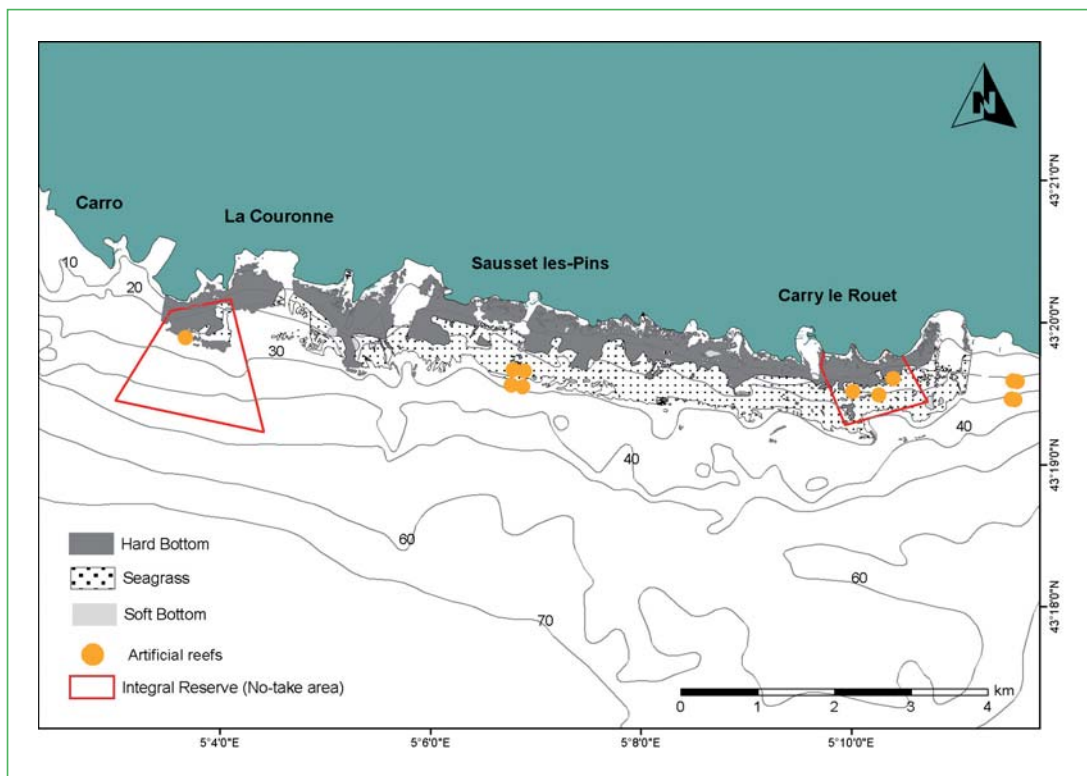 N
Carro
La Couronne
Sausset les-Pins
Carry le Rouet
10
20
30
40
40
60
60
70
Hard Bottom
Seagrass
Soft Bottom
Artificial reefs
Integral Reserve (No-take area)
km
0 1 2 3 4
43°21'0"N
43°20'0"N
43°19'0"N
43°18'0"N
5°4'0"E 5°6'0"E 5°8'0"E 5°10'0"E